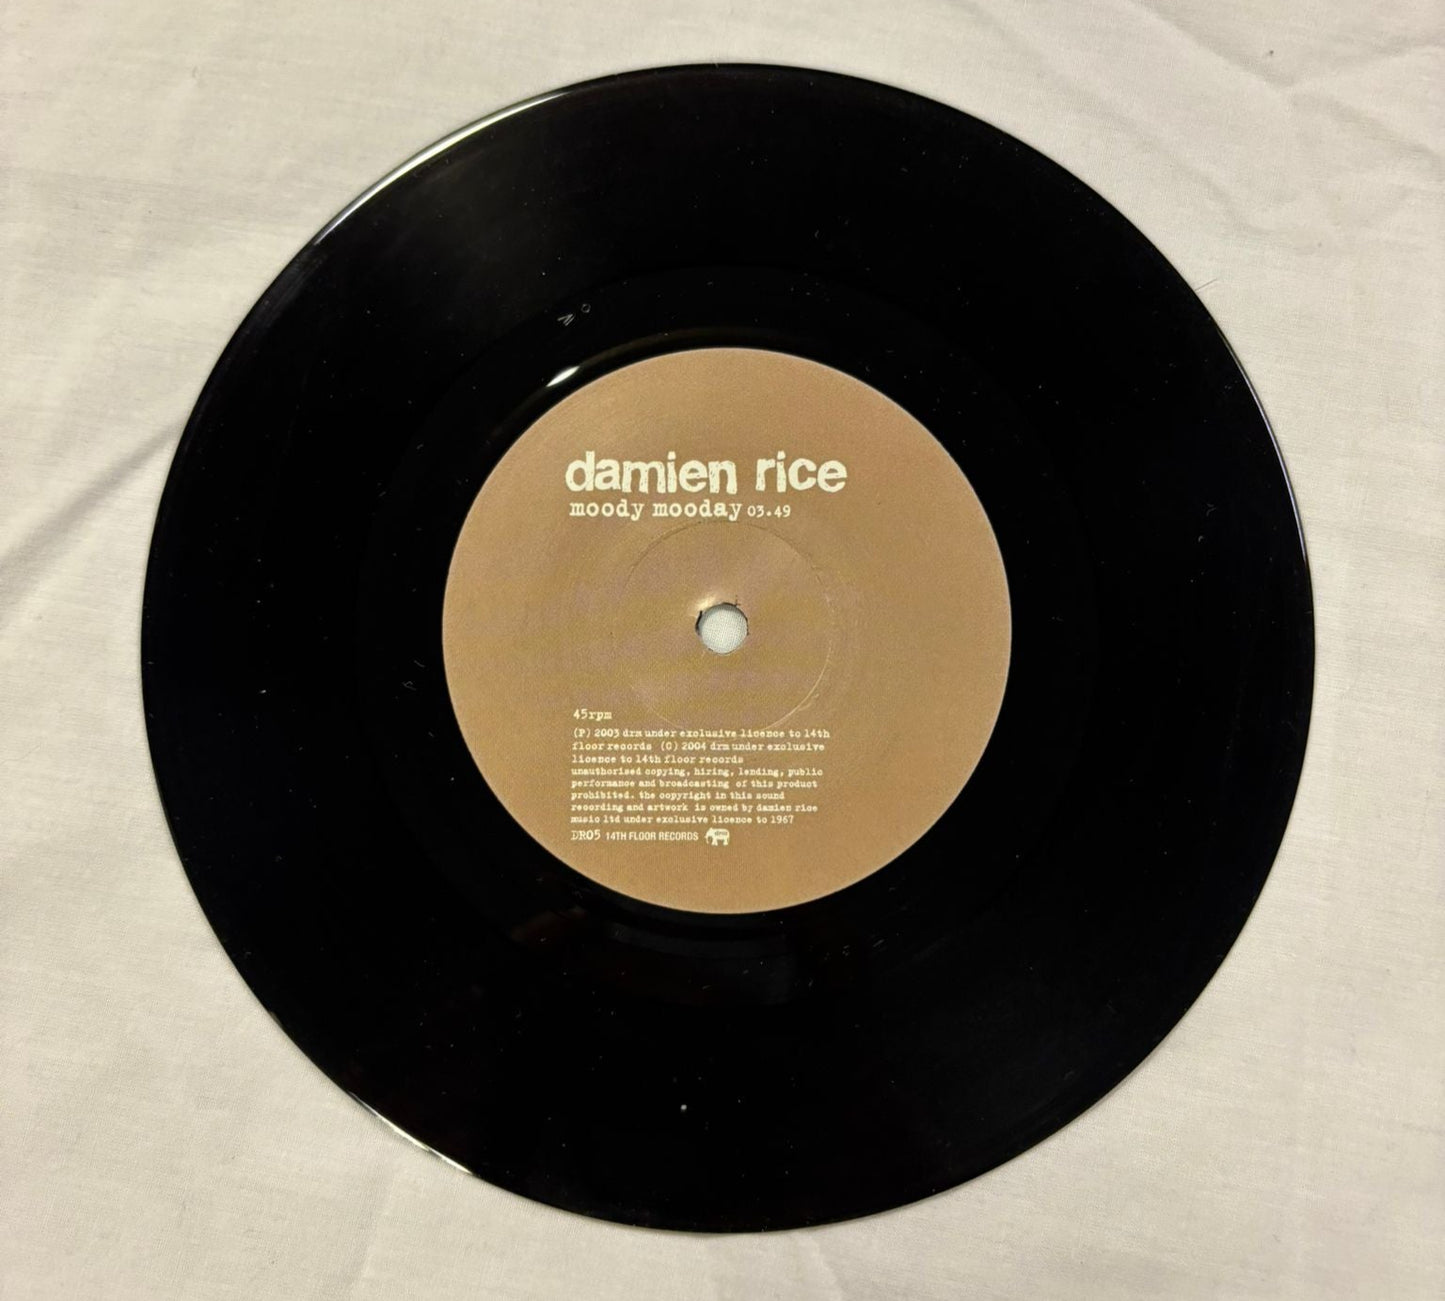 damien rice
moody mooday 03.49
45rpm
(P) 2003 drm under exclusive licence to 14th
floor records (C) 2004 drm under exclusive
licence to 14th floor records
unauthorised copying, hiring, lending, public
performance and broadcasting of this product
prohibited. the copyright in this sound
recording and artwork is owned by damien rice
music ltd under exclusive licence to 1967
DR05 14TH FLOOR RECORDS